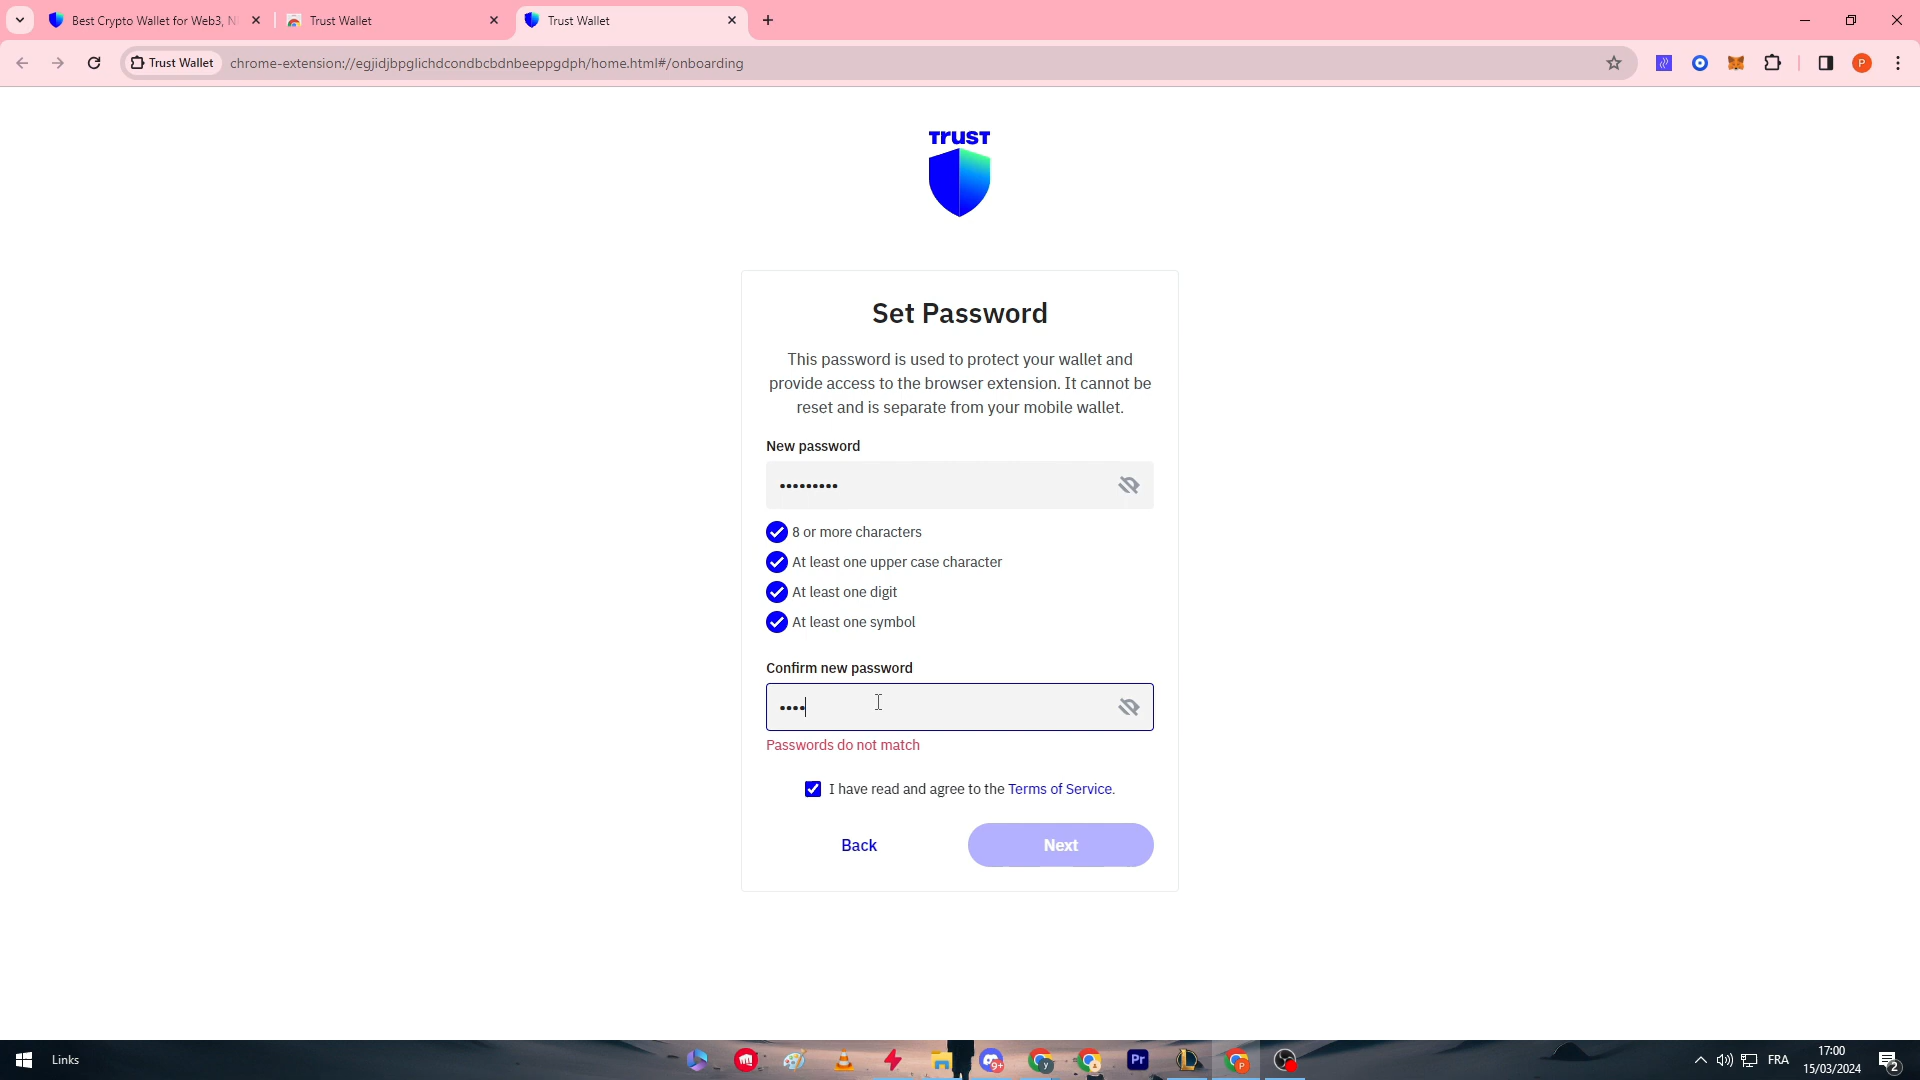 Best Crypto Wallet for Web3, N
Trust Wallet
Trust Wallet
Trust Wallet
chrome-extension://egjidjbpglichdcondbcbdnbeeppgdph/home.html#/onboarding
P
TRUST
Set Password
This password is used to protect your wallet and
provide access to the browser extension. It cannot be
reset and is separate from your mobile wallet.
New password
•••••••••
8 or more characters
At least one upper case character
At least one digit
At least one symbol
Confirm new password
••••
Passwords do not match
I have read and agree to the Terms of Service.
Back
Next
Links
9+
Pr
FRA
17:00
15/03/2024
2